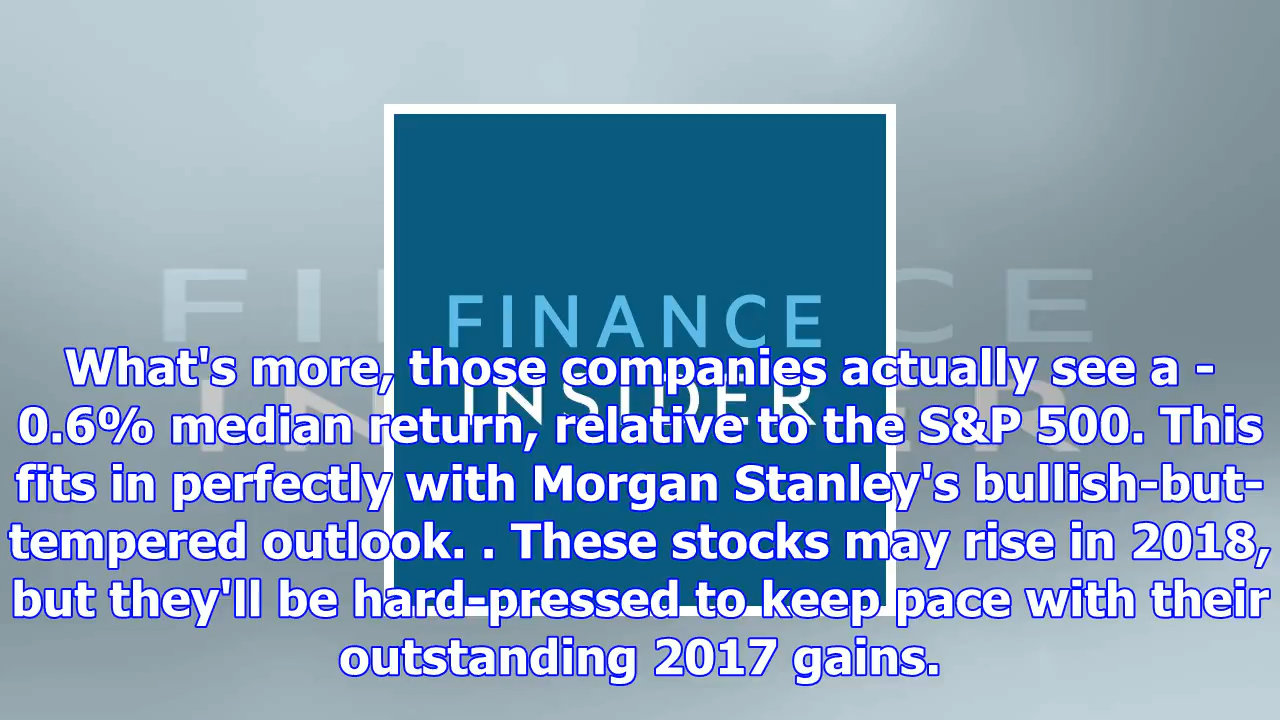 FINANCE
INSIDER
What's more, those companies actually see a -
0.6% median return, relative to the S&P 500. This
fits in perfectly with Morgan Stanley's bullish-but-
tempered outlook. . These stocks may rise in 2018,
but they'll be hard-pressed to keep pace with their
outstanding 2017 gains.